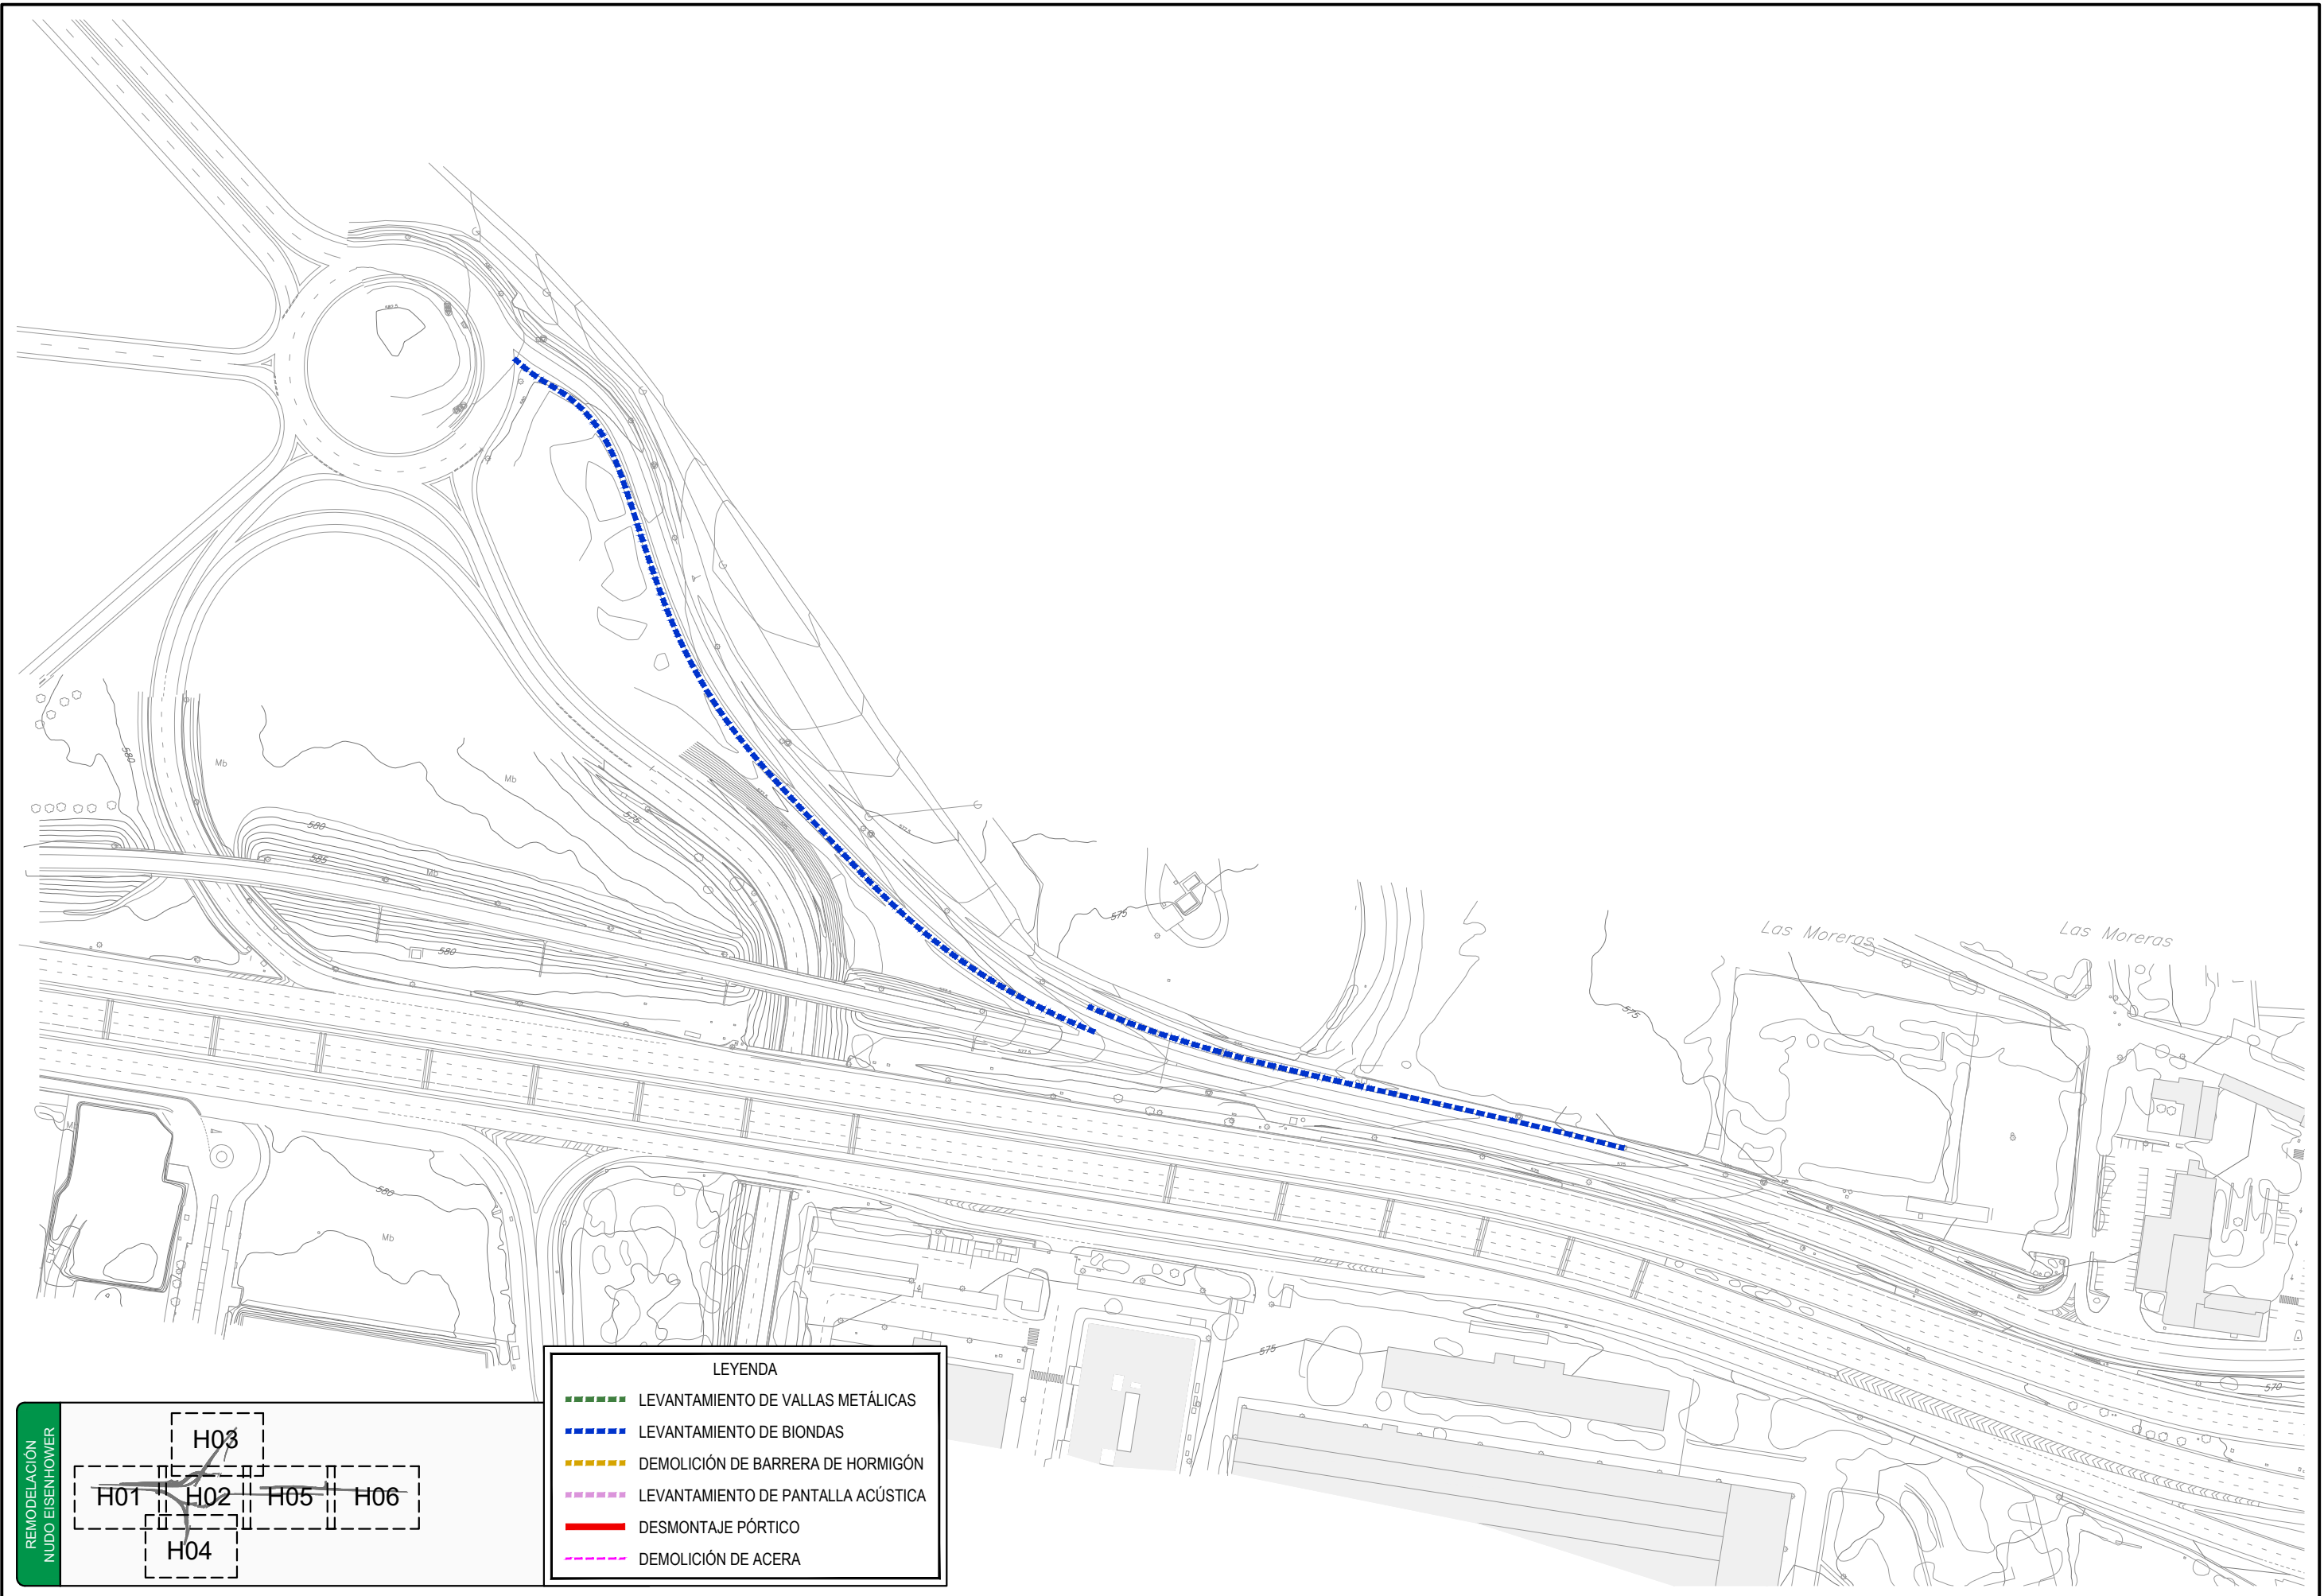 Mb
Mb
580
580
585
Mb
575
580
575
575
Las Moreras
Las Moreras
Mb
580
Mb
575
570
LEYENDA
LEVANTAMIENTO DE VALLAS METÁLICAS
LEVANTAMIENTO DE BIONDAS
DEMOLICIÓN DE BARRERA DE HORMIGÓN
LEVANTAMIENTO DE PANTALLA ACÚSTICA
DESMONTAJE PÓRTICO
DEMOLICIÓN DE ACERA
REMODELACIÓN
NUDO EISENHOWER
H03
H01 H02 H05 H06
H04